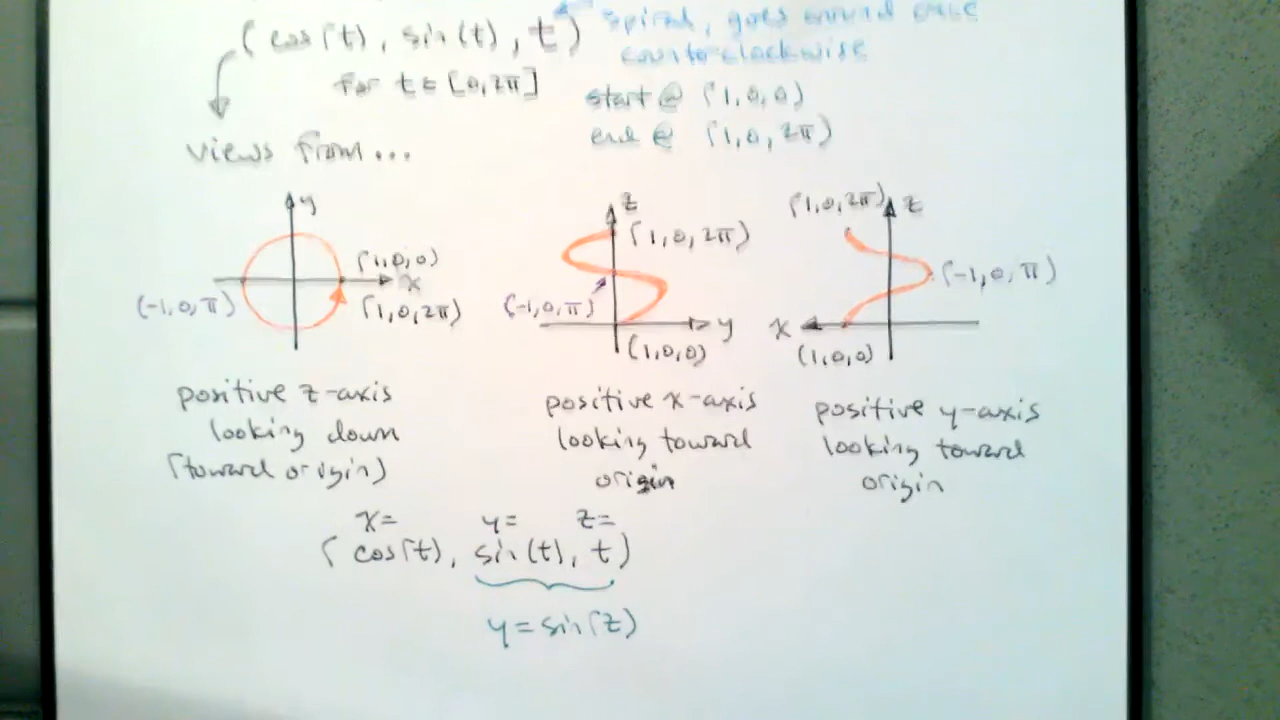 (cos(t), sin(t), t)
spiral, goes around once
counterclockwise
for t ∈ [0,2π]
start @ (1,0,0)
end @ (1,0,2π)
views from...
y
(1,0,0)
x
(-1,0,π)
(1,0,2π)
positive z-axis
looking down
(toward origin)
z
(1,0,2π)
(-1,0,π)
y
(1,0,0)
positive x-axis
looking toward
origin
(1,0,2π)
z
(-1,0,π)
x
(1,0,0)
positive y-axis
looking toward
origin
x= y= z=
(cos(t), sin(t), t)
y=sin(z)